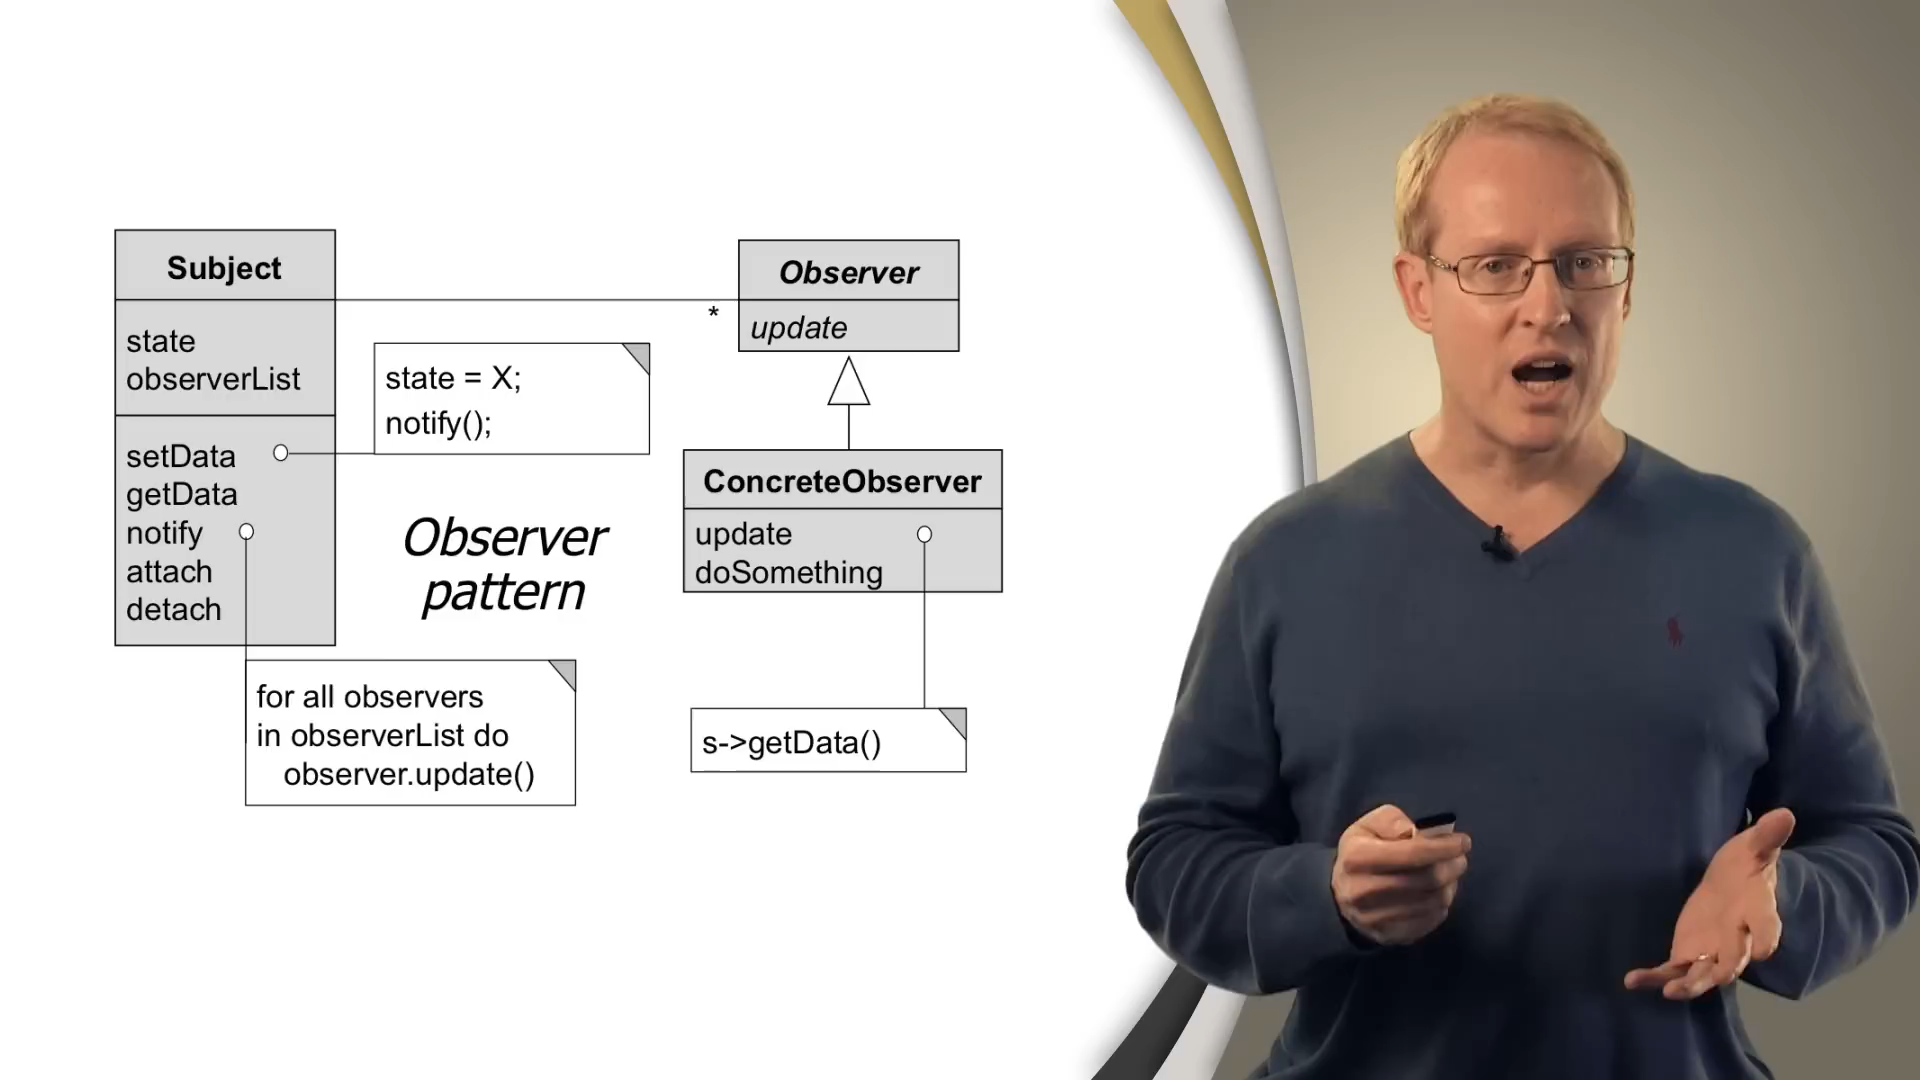 Subject
state
observerList
setData
getData
notify
attach
detach
state = X;
notify();
for all observers
in observerList do
observer.update()
Observer
pattern
*
Observer
update
ConcreteObserver
update
doSomething
s->getData()